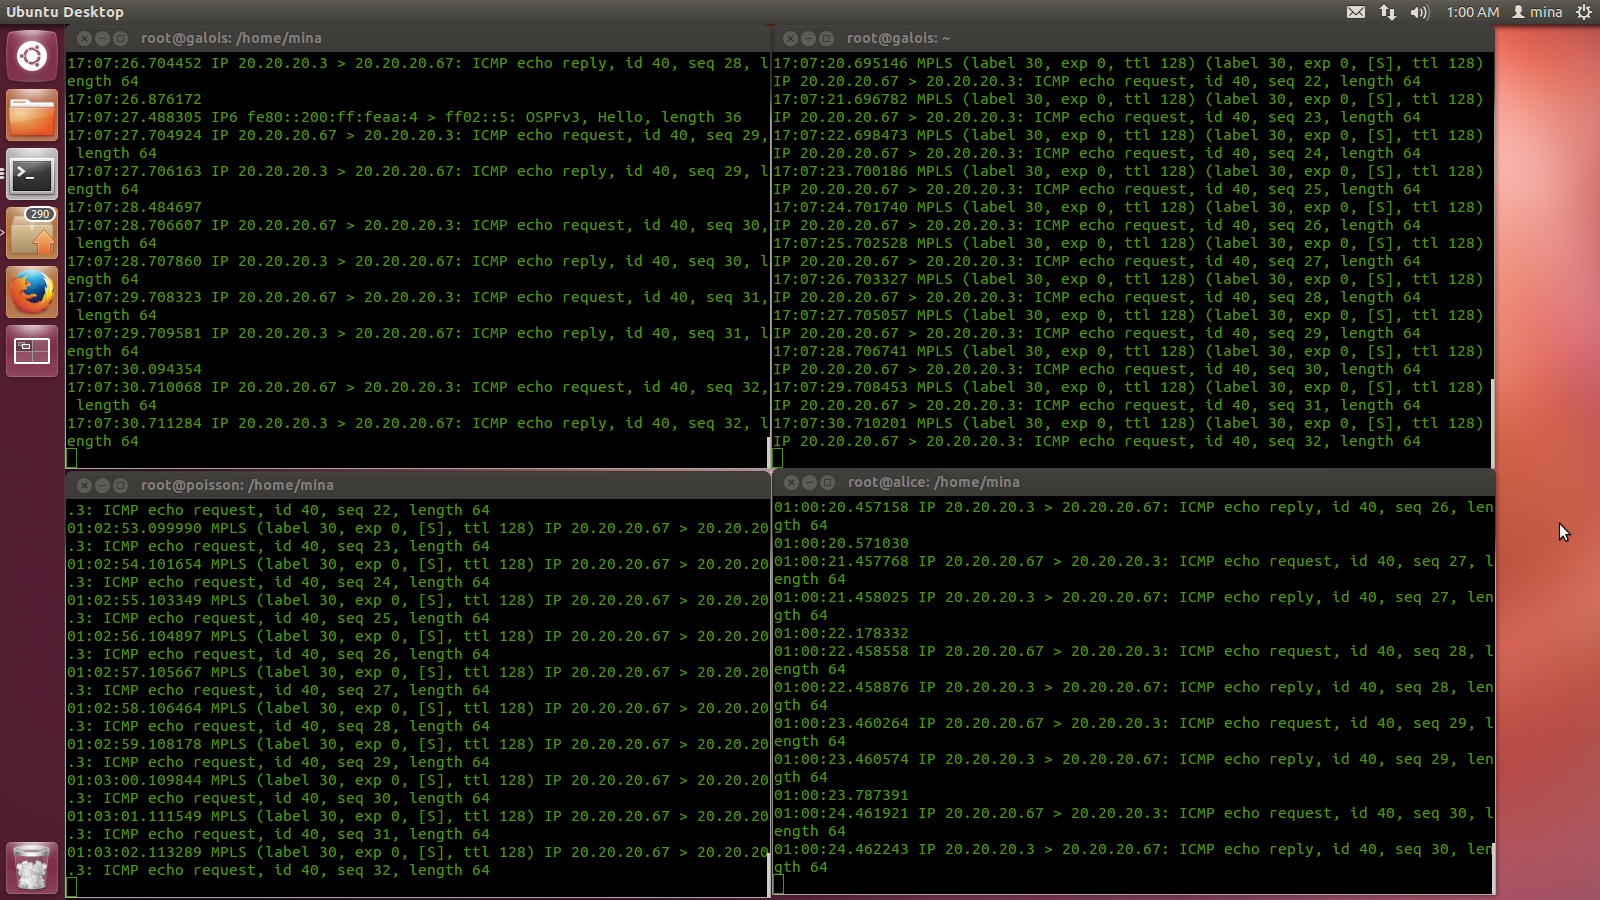 Ubuntu Desktop
1:00 AM mina
290
root@galois: /home/mina
17:07:26.704452 IP 20.20.20.3 > 20.20.20.67: ICMP echo reply, id 40, seq 28, l
ength 64
17:07:26.876172
17:07:27.488305 IP6 fe80::200:ff:feaa:4 > ff02::5: OSPFv3, Hello, length 36
17:07:27.704924 IP 20.20.20.67 > 20.20.20.3: ICMP echo request, id 40, seq 29,
 length 64
17:07:27.706163 IP 20.20.20.3 > 20.20.20.67: ICMP echo reply, id 40, seq 29, l
ength 64
17:07:28.484697
17:07:28.706607 IP 20.20.20.67 > 20.20.20.3: ICMP echo request, id 40, seq 30,
 length 64
17:07:28.707860 IP 20.20.20.3 > 20.20.20.67: ICMP echo reply, id 40, seq 30, l
ength 64
17:07:29.708323 IP 20.20.20.67 > 20.20.20.3: ICMP echo request, id 40, seq 31,
 length 64
17:07:29.709581 IP 20.20.20.3 > 20.20.20.67: ICMP echo reply, id 40, seq 31, l
ength 64
17:07:30.094354
17:07:30.710068 IP 20.20.20.67 > 20.20.20.3: ICMP echo request, id 40, seq 32,
 length 64
17:07:30.711284 IP 20.20.20.3 > 20.20.20.67: ICMP echo reply, id 40, seq 32, l
ength 64
root@galois: ~
17:07:20.695146 MPLS (label 30, exp 0, ttl 128) (label 30, exp 0, [S], ttl 128)
IP 20.20.20.67 > 20.20.20.3: ICMP echo request, id 40, seq 22, length 64
17:07:21.696782 MPLS (label 30, exp 0, ttl 128) (label 30, exp 0, [S], ttl 128)
IP 20.20.20.67 > 20.20.20.3: ICMP echo request, id 40, seq 23, length 64
17:07:22.698473 MPLS (label 30, exp 0, ttl 128) (label 30, exp 0, [S], ttl 128)
IP 20.20.20.67 > 20.20.20.3: ICMP echo request, id 40, seq 24, length 64
17:07:23.700186 MPLS (label 30, exp 0, ttl 128) (label 30, exp 0, [S], ttl 128)
IP 20.20.20.67 > 20.20.20.3: ICMP echo request, id 40, seq 25, length 64
17:07:24.701740 MPLS (label 30, exp 0, ttl 128) (label 30, exp 0, [S], ttl 128)
IP 20.20.20.67 > 20.20.20.3: ICMP echo request, id 40, seq 26, length 64
17:07:25.702528 MPLS (label 30, exp 0, ttl 128) (label 30, exp 0, [S], ttl 128)
IP 20.20.20.67 > 20.20.20.3: ICMP echo request, id 40, seq 27, length 64
17:07:26.703327 MPLS (label 30, exp 0, ttl 128) (label 30, exp 0, [S], ttl 128)
IP 20.20.20.67 > 20.20.20.3: ICMP echo request, id 40, seq 28, length 64
17:07:27.705057 MPLS (label 30, exp 0, ttl 128) (label 30, exp 0, [S], ttl 128)
IP 20.20.20.67 > 20.20.20.3: ICMP echo request, id 40, seq 29, length 64
17:07:28.706741 MPLS (label 30, exp 0, ttl 128) (label 30, exp 0, [S], ttl 128)
IP 20.20.20.67 > 20.20.20.3: ICMP echo request, id 40, seq 30, length 64
17:07:29.708453 MPLS (label 30, exp 0, ttl 128) (label 30, exp 0, [S], ttl 128)
IP 20.20.20.67 > 20.20.20.3: ICMP echo request, id 40, seq 31, length 64
17:07:30.710201 MPLS (label 30, exp 0, ttl 128) (label 30, exp 0, [S], ttl 128)
IP 20.20.20.67 > 20.20.20.3: ICMP echo request, id 40, seq 32, length 64
root@poisson: /home/mina
.3: ICMP echo request, id 40, seq 22, length 64
01:02:53.099990 MPLS (label 30, exp 0, [S], ttl 128) IP 20.20.20.67 > 20.20.20
.3: ICMP echo request, id 40, seq 23, length 64
01:02:54.101654 MPLS (label 30, exp 0, [S], ttl 128) IP 20.20.20.67 > 20.20.20
.3: ICMP echo request, id 40, seq 24, length 64
01:02:55.103349 MPLS (label 30, exp 0, [S], ttl 128) IP 20.20.20.67 > 20.20.20
.3: ICMP echo request, id 40, seq 25, length 64
01:02:56.104897 MPLS (label 30, exp 0, [S], ttl 128) IP 20.20.20.67 > 20.20.20
.3: ICMP echo request, id 40, seq 26, length 64
01:02:57.105667 MPLS (label 30, exp 0, [S], ttl 128) IP 20.20.20.67 > 20.20.20
.3: ICMP echo request, id 40, seq 27, length 64
01:02:58.106464 MPLS (label 30, exp 0, [S], ttl 128) IP 20.20.20.67 > 20.20.20
.3: ICMP echo request, id 40, seq 28, length 64
01:02:59.108178 MPLS (label 30, exp 0, [S], ttl 128) IP 20.20.20.67 > 20.20.20
.3: ICMP echo request, id 40, seq 29, length 64
01:03:00.109844 MPLS (label 30, exp 0, [S], ttl 128) IP 20.20.20.67 > 20.20.20
.3: ICMP echo request, id 40, seq 30, length 64
01:03:01.111549 MPLS (label 30, exp 0, [S], ttl 128) IP 20.20.20.67 > 20.20.20
.3: ICMP echo request, id 40, seq 31, length 64
01:03:02.113289 MPLS (label 30, exp 0, [S], ttl 128) IP 20.20.20.67 > 20.20.20
.3: ICMP echo request, id 40, seq 32, length 64
root@alice: /home/mina
01:00:20.457158 IP 20.20.20.3 > 20.20.20.67: ICMP echo reply, id 40, seq 26, len
gth 64
01:00:20.571030
01:00:21.457768 IP 20.20.20.67 > 20.20.20.3: ICMP echo request, id 40, seq 27, l
ength 64
01:00:21.458025 IP 20.20.20.3 > 20.20.20.67: ICMP echo reply, id 40, seq 27, len
gth 64
01:00:22.178332
01:00:22.458558 IP 20.20.20.67 > 20.20.20.3: ICMP echo request, id 40, seq 28, l
ength 64
01:00:22.458876 IP 20.20.20.3 > 20.20.20.67: ICMP echo reply, id 40, seq 28, len
gth 64
01:00:23.460264 IP 20.20.20.67 > 20.20.20.3: ICMP echo request, id 40, seq 29, l
ength 64
01:00:23.460574 IP 20.20.20.3 > 20.20.20.67: ICMP echo reply, id 40, seq 29, len
gth 64
01:00:23.787391
01:00:24.461921 IP 20.20.20.67 > 20.20.20.3: ICMP echo request, id 40, seq 30, l
ength 64
01:00:24.462243 IP 20.20.20.3 > 20.20.20.67: ICMP echo reply, id 40, seq 30, len
gth 64